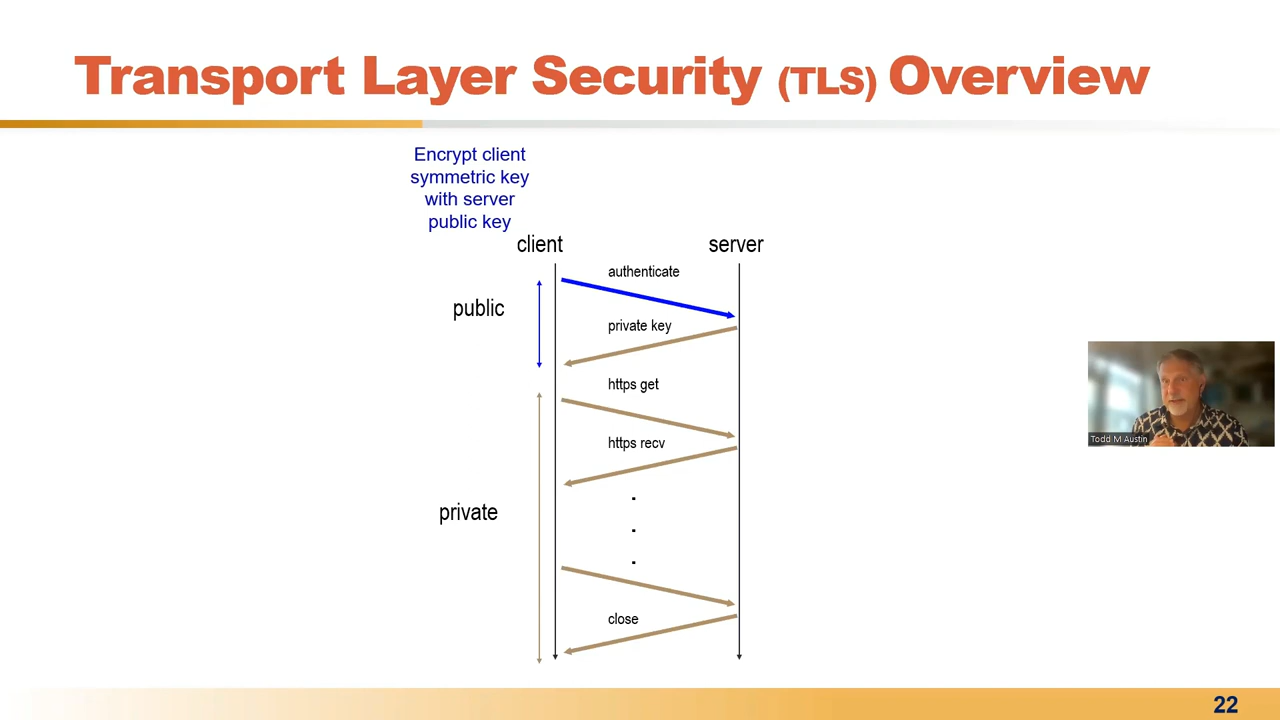 Transport Layer Security (TLS) Overview
Encrypt client
symmetric key
with server
public key
client
server
authenticate
public
private key
https get
https recv
private
close
Todd M Austin
22